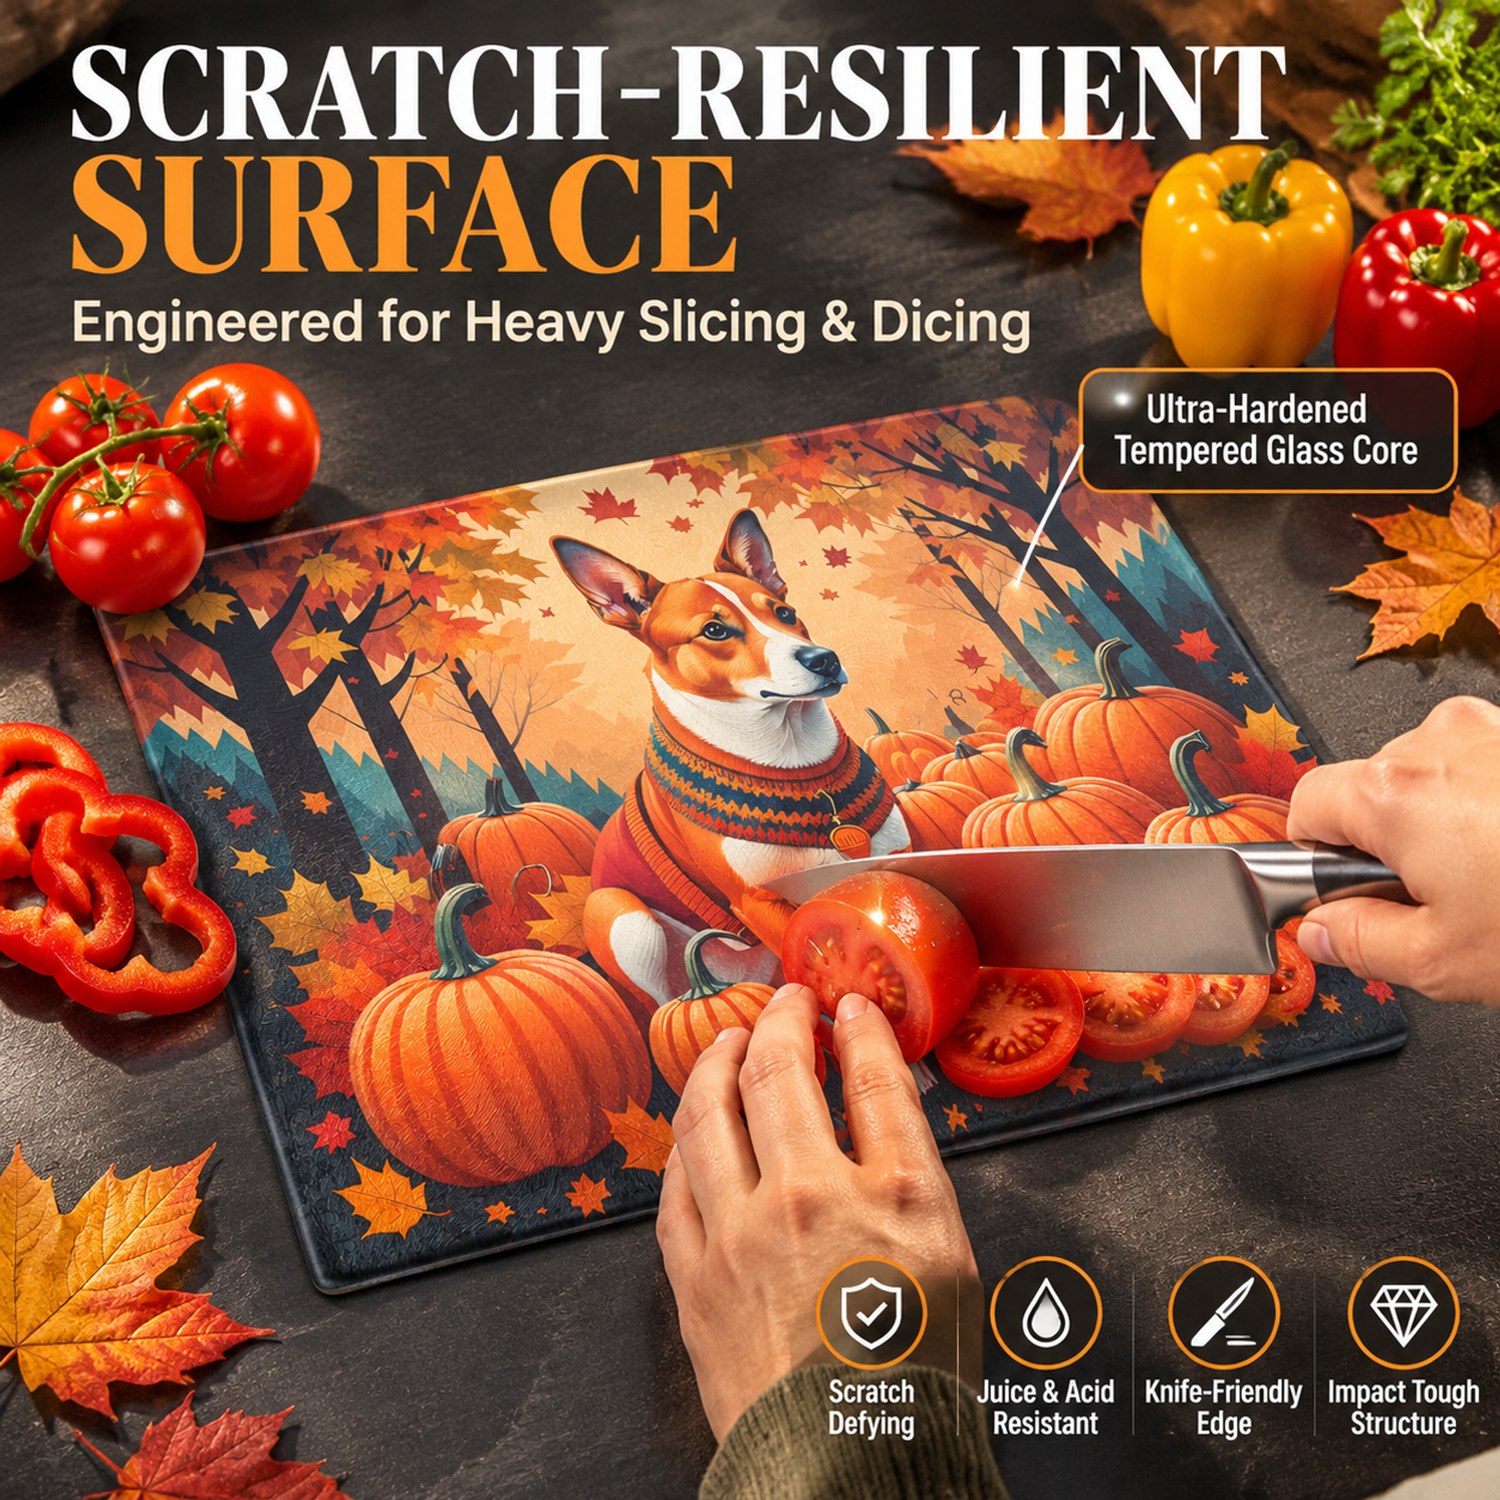 SCRATCH-RESILIENT
SURFACE
Engineered for Heavy Slicing & Dicing
Ultra-Hardened
Tempered Glass Core
Scratch
Defying
Juice & Acid
Resistant
Knife-Friendly
Edge
Impact Tough
Structure